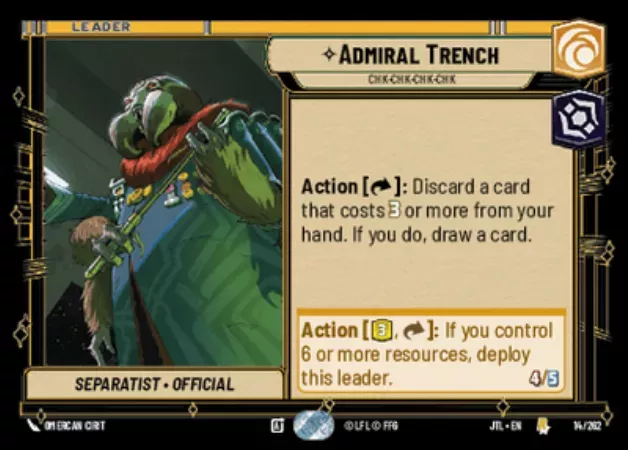 LEADER
ADMIRAL TRENCH
CHK-CHK-CHK-CHK
Action [ ]: Discard a card
that costs 3 or more from your
hand. If you do, draw a card.
Action [3, ]: If you control
6 or more resources, deploy
this leader.
4/5
SEPARATIST • OFFICIAL
OMERCAN CIRIT
© LFL © FFG
JTL • EN
14/262